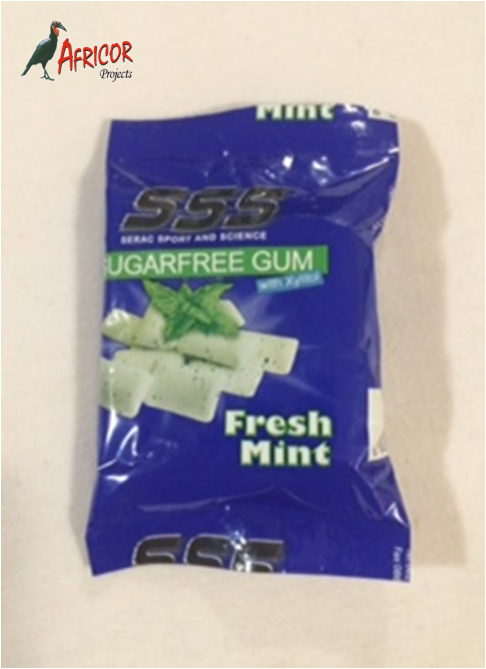 AFRICOR
Projects
Mint
SSS
SERAC SPORT AND SCIENCE
UGARFREE GUM
with Xylitol
Fresh
Mint
SSS